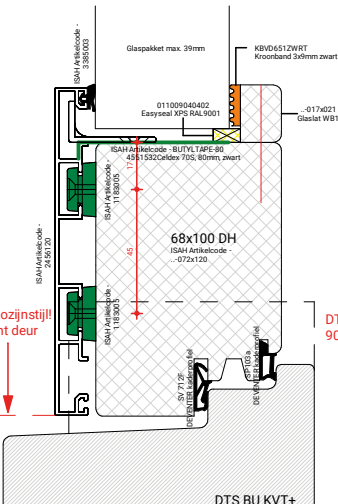 Glaspakket max. 39mm
KBVD651ZWRT
Kroonband 3x9mm zwart
ISAH Artikelcode -
3385003
011009040402
Easyseal XPS RAL9001
..-017x021
Glaslat WB1
ISAH Artikelcode - BUTYLTAPE-80
4551532Celdex 70S, 80mm, zwart
17
ISAH Artikelcode -
1183005
45
68x100 DH
ISAH Artikelcode -
..-072x120
ISAH Artikelcode -
2456120
ISAH Artikelcode -
1183005
ozijnstijl!
nt deur
DT
90
SV 712F
DEVENTER kaderprofiel
SP103a
DEVENTER kaderprofiel
DTS BU KVT+